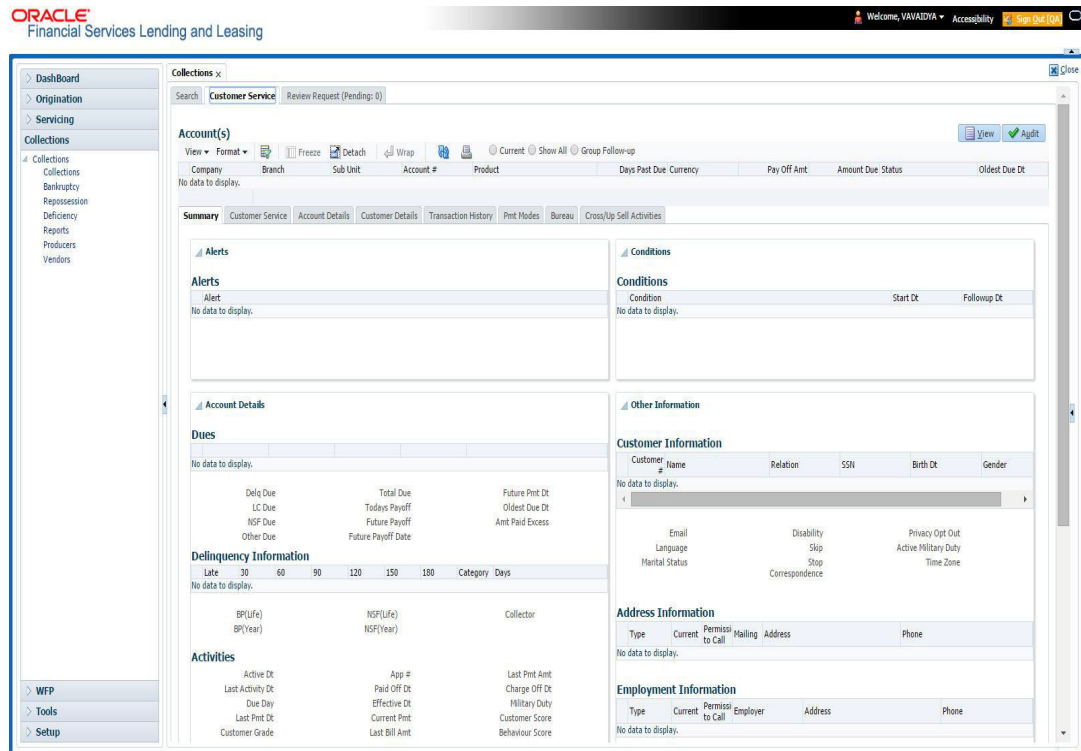 ORACLE
Financial Services Lending and Leasing
Welcome, VAVAIDYA
Accessibility
Sign Out [QA]
DashBoard
Origination
Servicing
Collections
Collections
Collections
Bankruptcy
Repossession
Deficiency
Reports
Producers
Vendors
WFP
Tools
Setup
Collections x
Close
Search Customer Service Review Request (Pending: 0)
Account(s)
View Audit
View Format Freeze Detach Wrap Current Show All Group Follow-up
Company Branch Sub Unit Account # Product Days Past Due Currency Pay Off Amt Amount Due Status Oldest Due Dt
No data to display.
Summary Customer Service Account Details Customer Details Transaction History Pmt Modes Bureau Cross/Up Sell Activities
Alerts
Alerts
Alert
No data to display.
Conditions
Conditions
Condition Start Dt Followup Dt
No data to display.
Account Details
Dues
No data to display.
Delq Due Total Due Future Pmt Dt
LC Due Todays Payoff Oldest Due Dt
NSF Due Future Payoff Amt Paid Excess
Other Due Future Payoff Date
Delinquency Information
Late 30 60 90 120 150 180 Category Days
No data to display.
BP(Life) NSF(Life) Collector
BP(Year) NSF(Year)
Activities
Active Dt App # Last Pmt Amt
Last Activity Dt Paid Off Dt Charge Off Dt
Due Day Effective Dt Military Duty
Last Pmt Dt Current Pmt Customer Score
Customer Grade Last Bill Amt Behaviour Score
Other Information
Customer Information
Customer # Name Relation SSN Birth Dt Gender
No data to display.
Email Disability Privacy Opt Out
Language Skip Active Military Duty
Marital Status Stop Correspondence Time Zone
Address Information
Type Current Permissi to Call Mailing Address Phone
No data to display.
Employment Information
Type Current Permissi to Call Employer Address Phone
No data to display.